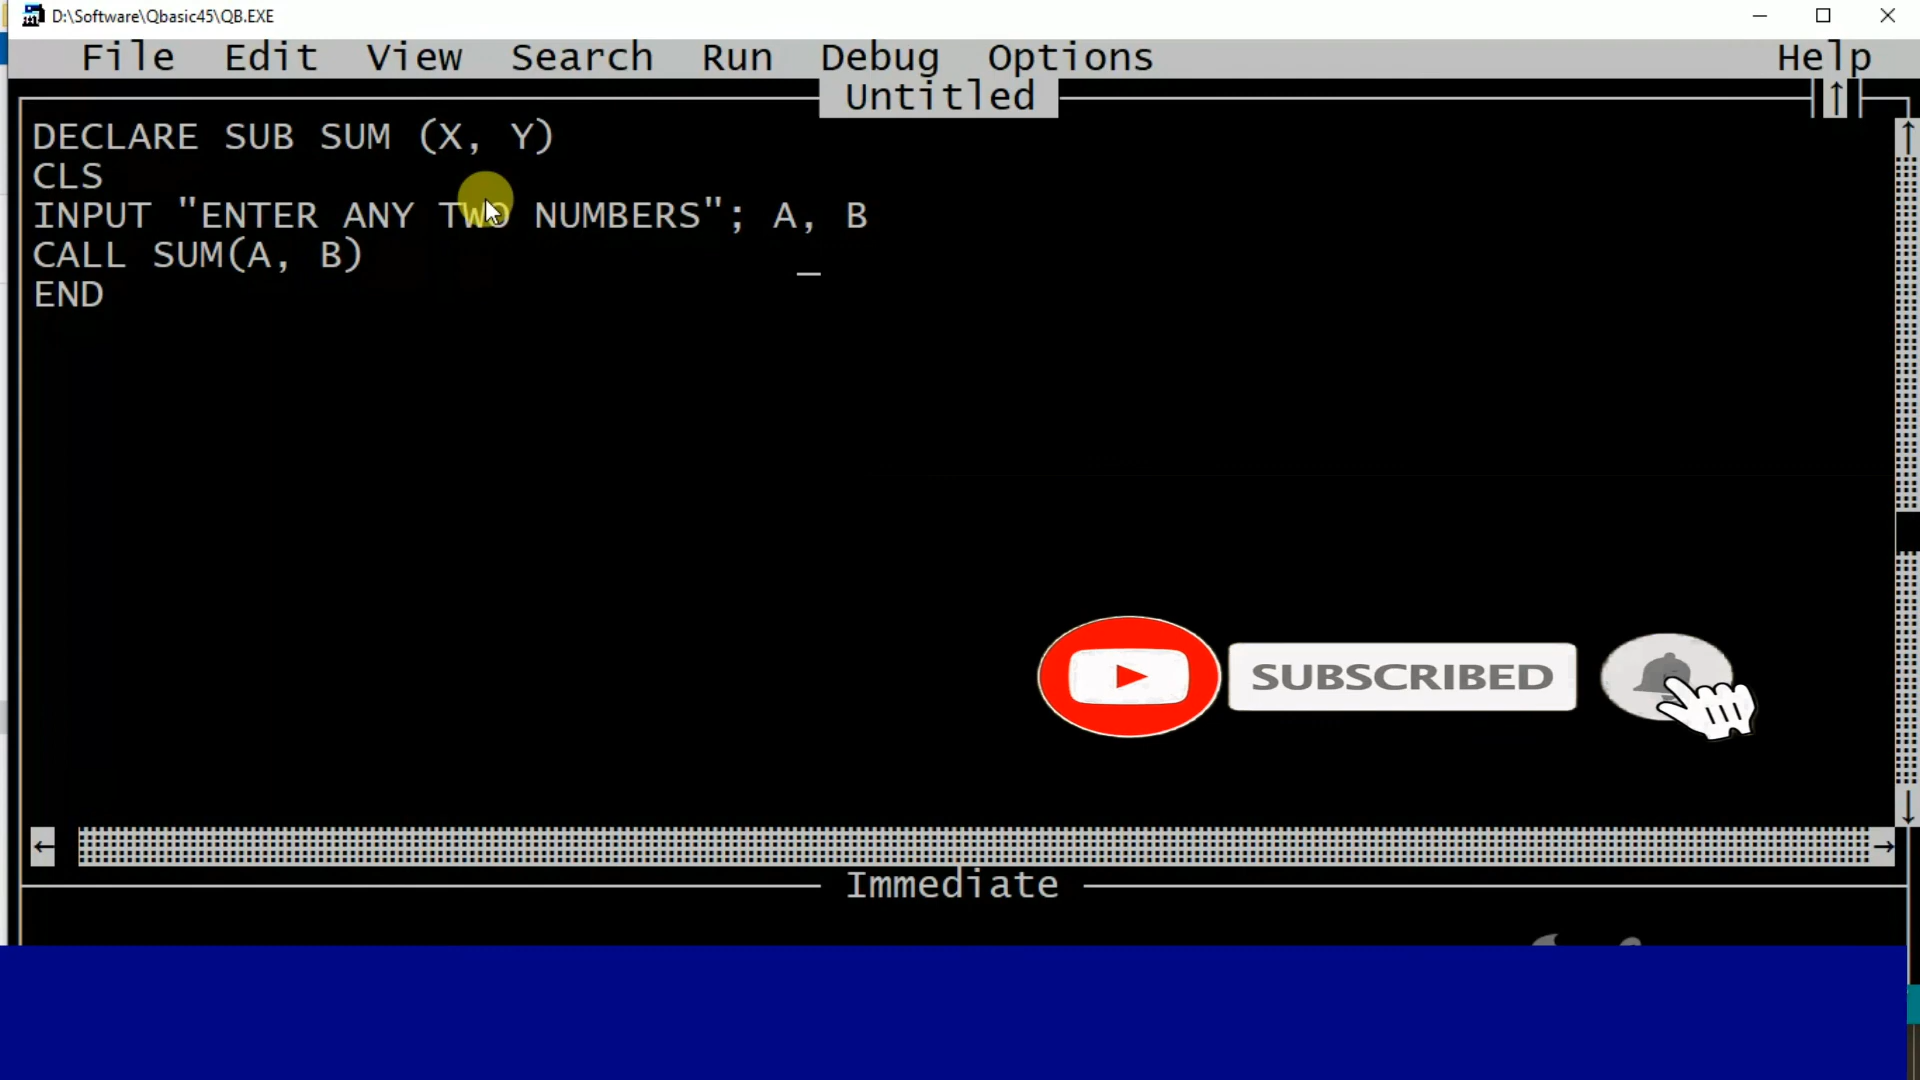 D:\Software\Qbasic45\QB.EXE
File Edit View Search Run Debug Options Help
Untitled
DECLARE SUB SUM (X, Y)
CLS
INPUT "ENTER ANY TWO NUMBERS"; A, B
CALL SUM(A, B)
END
SUBSCRIBED
Immediate